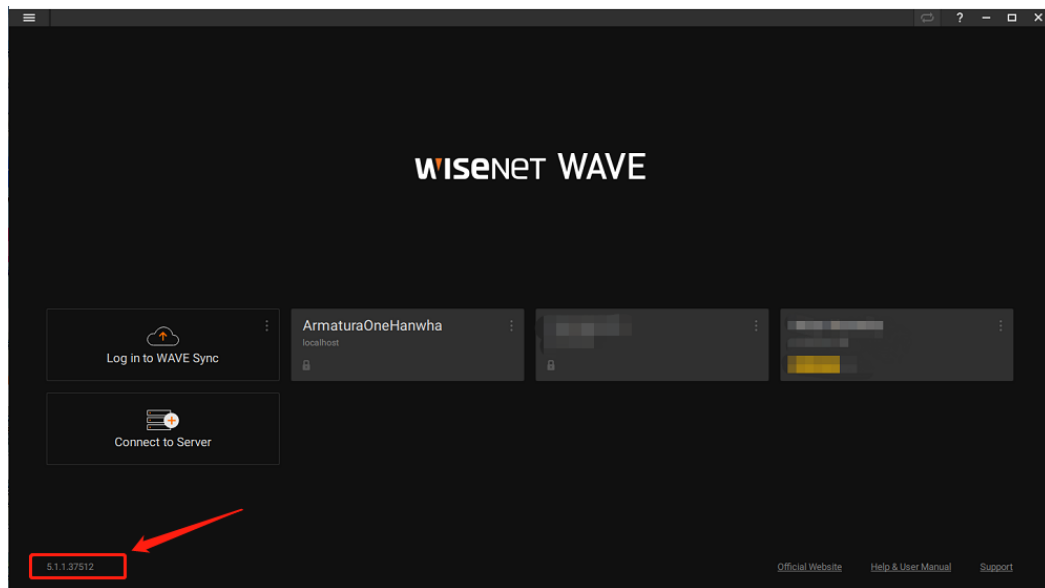 ?
WISENET WAVE
Log in to WAVE Sync
ArmaturaOneHanwha
localhost
Connect to Server
5.1.1.37512
Official Website
Help & User Manual
Support